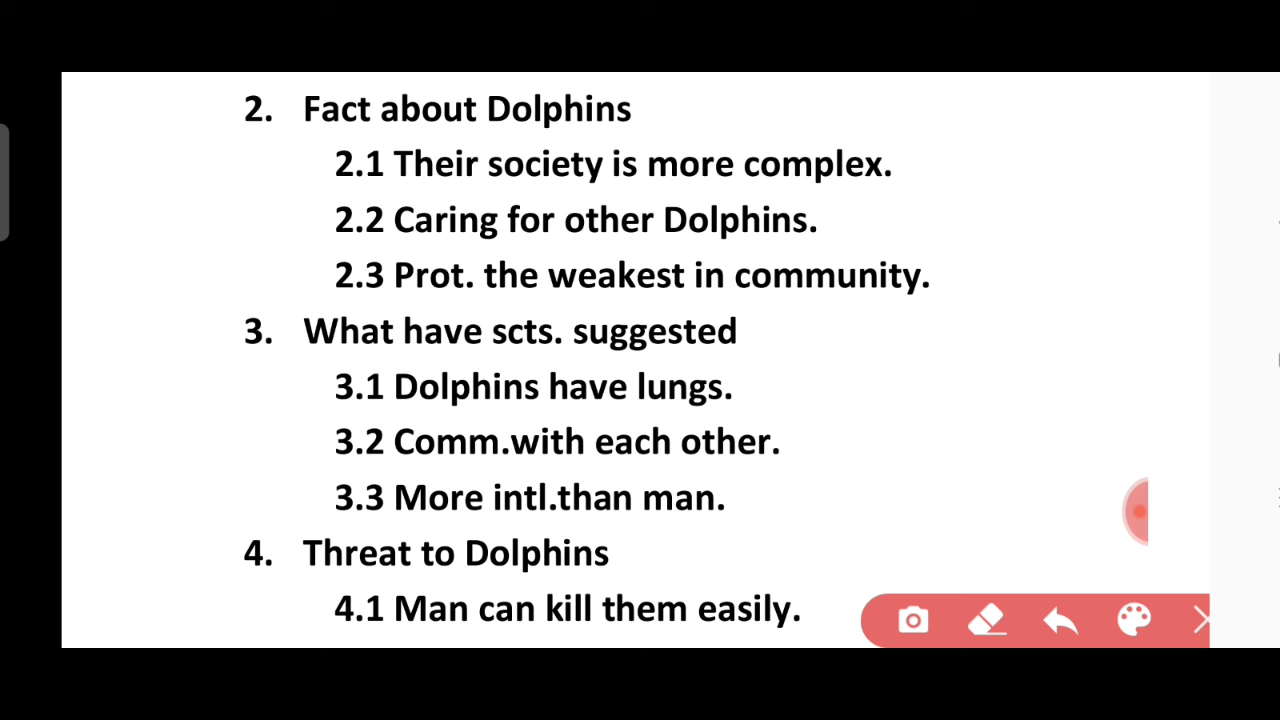 2. Fact about Dolphins
2.1 Their society is more complex.
2.2 Caring for other Dolphins.
2.3 Prot. the weakest in community.
3. What have scts. suggested
3.1 Dolphins have lungs.
3.2 Comm.with each other.
3.3 More intl.than man.
4. Threat to Dolphins
4.1 Man can kill them easily.